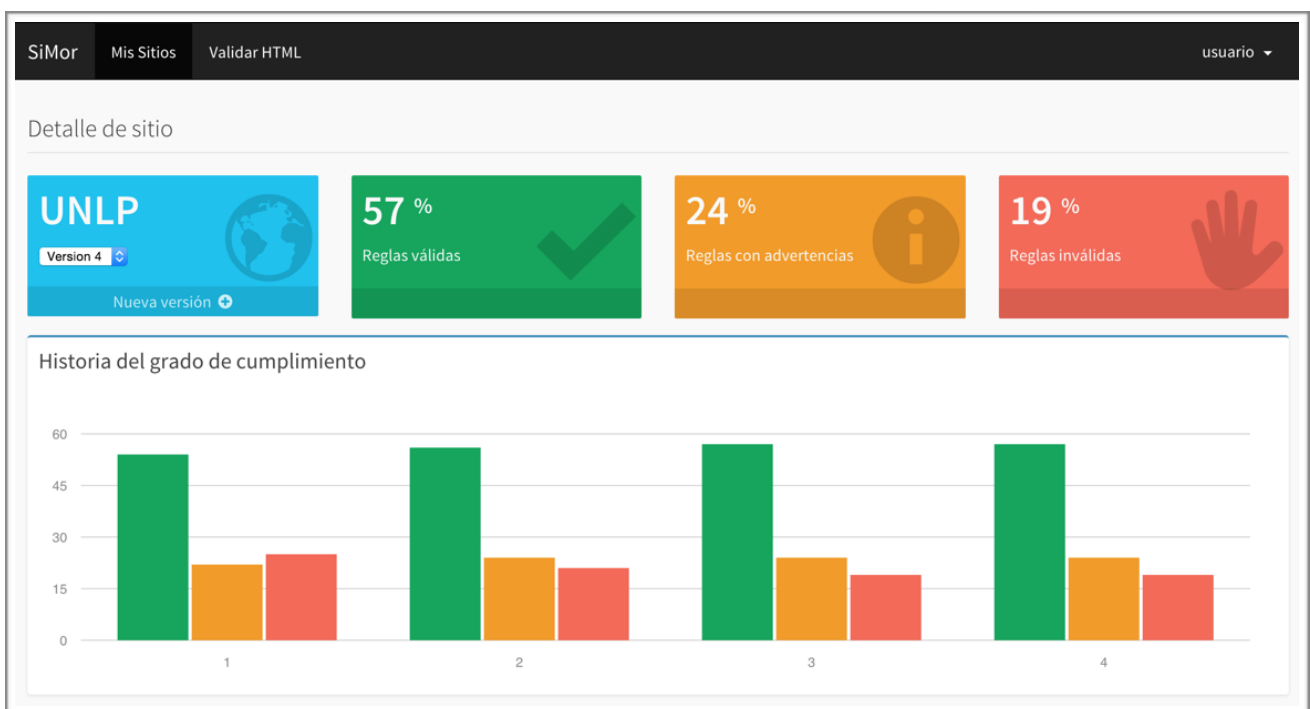 SiMor Mis Sitios Validar HTML usuario
Detalle de sitio
UNLP
Version 4
Nueva versión
57 %
Reglas válidas
24 %
Reglas con advertencias
19 %
Reglas inválidas
Historia del grado de cumplimiento
60
45
30
15
0
1 2 3 4